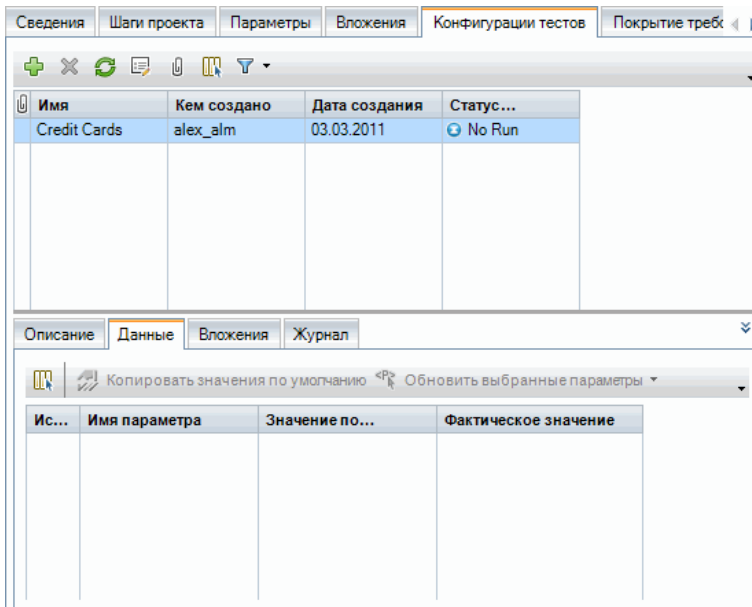 Сведения Шаги проекта Параметры Вложения Конфигурации тестов Покрытие требо
Имя Кем создано Дата создания Статус...
Credit Cards alex_alm 03.03.2011 No Run
Описание Данные Вложения Журнал
Копировать значения по умолчанию <P> Обновить выбранные параметры
Ис... Имя параметра Значение по... Фактическое значение